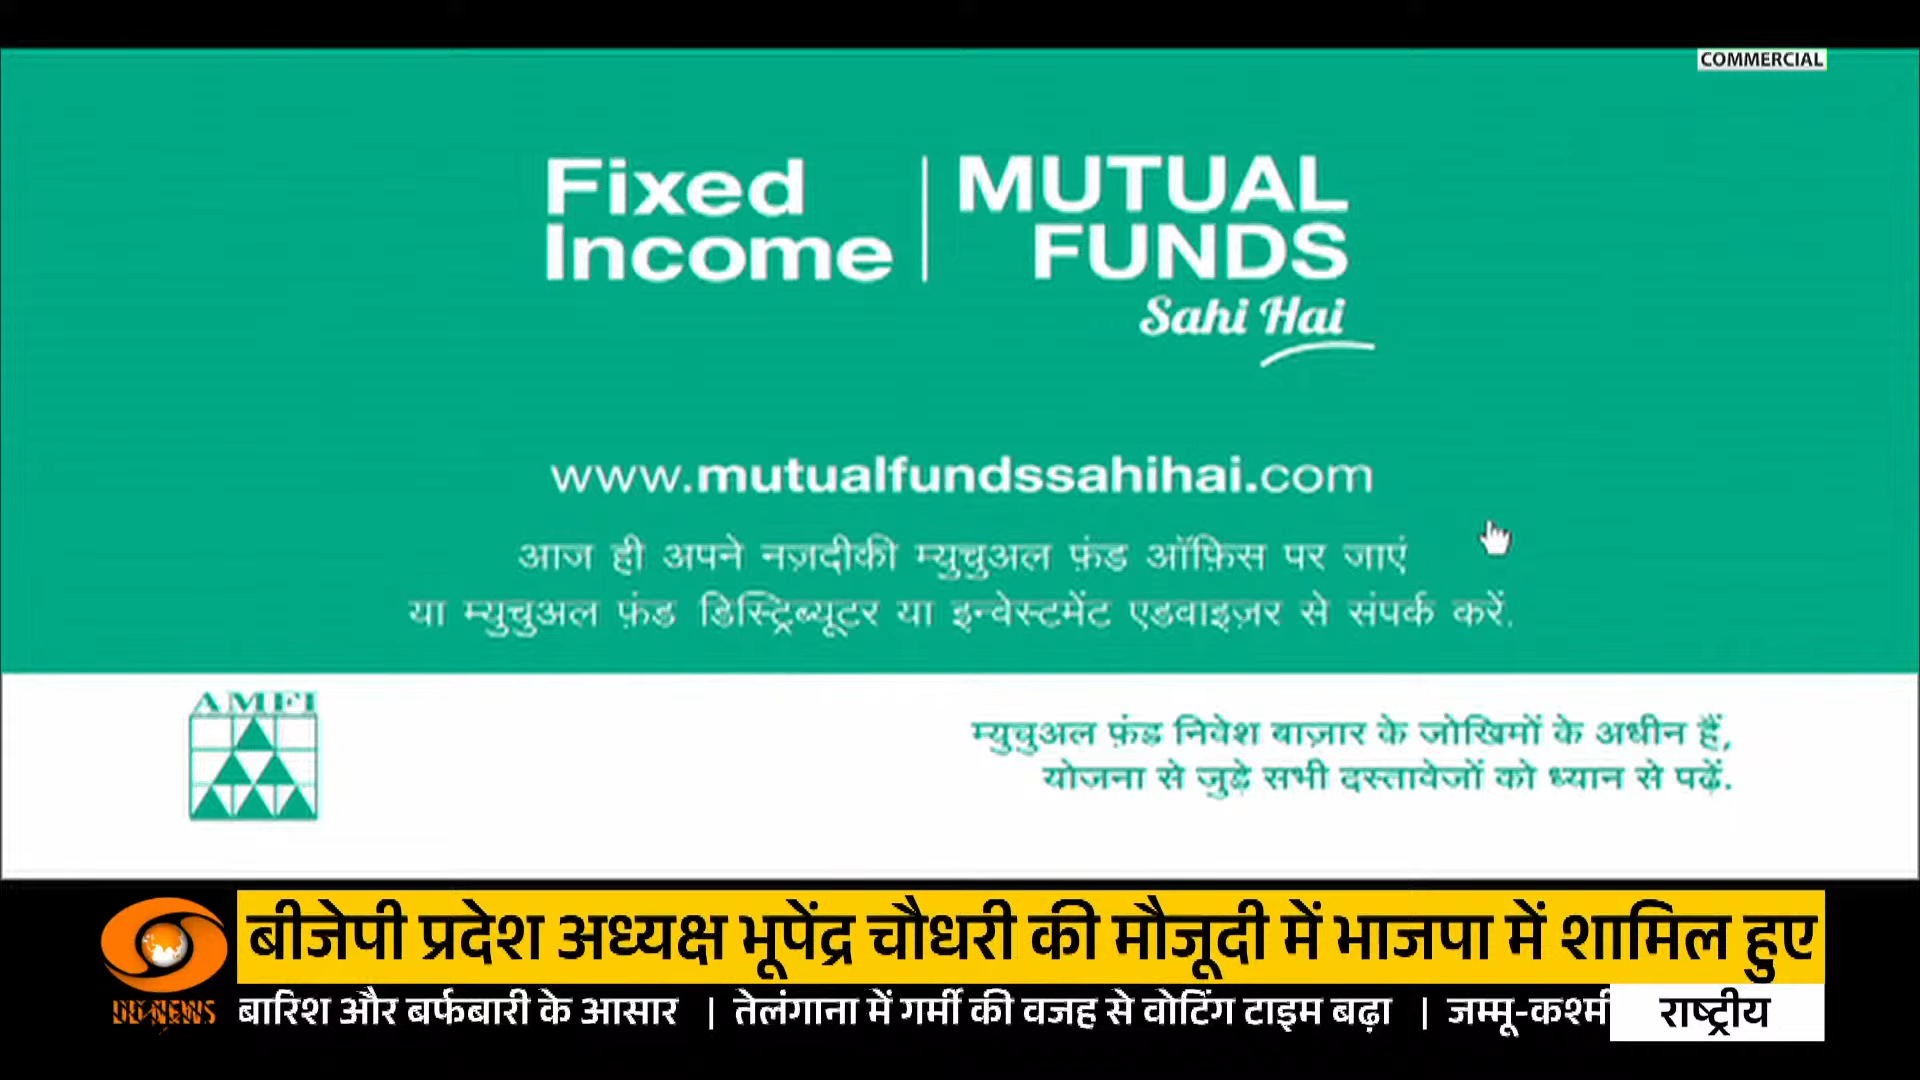 COMMERCIAL
Fixed
Income
MUTUAL
FUNDS
Sahi Hai
www.mutualfundssahihai.com
आज ही अपने नज़दीकी म्युचुअल फ़ंड ऑफ़िस पर जाएं
या म्युचुअल फ़ंड डिस्ट्रिब्यूटर या इन्वेस्टमेंट एडवाइज़र से संपर्क करें.
AMFI
म्युचुअल फ़ंड निवेश बाज़ार के जोखिमों के अधीन हैं,
योजना से जुड़े सभी दस्तावेजों को ध्यान से पढ़ें.
बीजेपी प्रदेश अध्यक्ष भूपेंद्र चौधरी की मौजूदी में भाजपा में शामिल हुए
DD NEWS
बारिश और बर्फबारी के आसार | तेलंगाना में गर्मी की वजह से वोटिंग टाइम बढ़ा | जम्मू-कश्मी
राष्ट्रीय